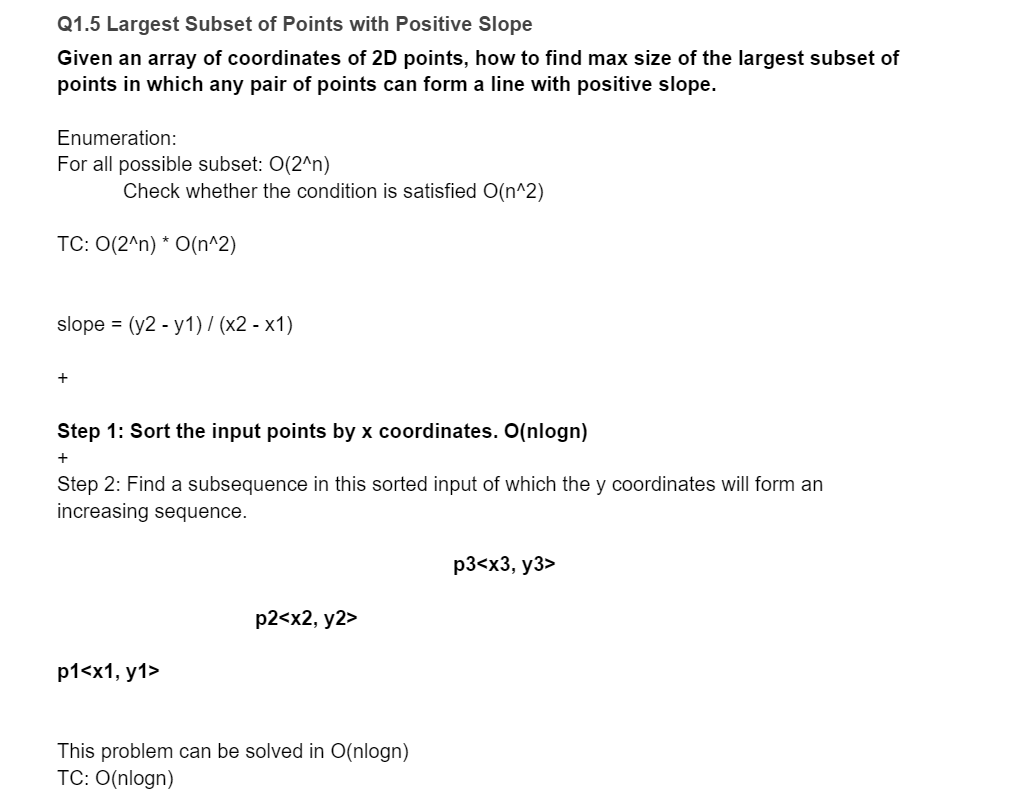 Q1.5 Largest Subset of Points with Positive Slope
Given an array of coordinates of 2D points, how to find max size of the largest subset of
points in which any pair of points can form a line with positive slope.
Enumeration:
For all possible subset: O(2^n)
Check whether the condition is satisfied O(n^2)
TC: O(2^n) * O(n^2)
slope = (y2 - y1) / (x2 - x1)
+
Step 1: Sort the input points by x coordinates. O(nlogn)
+
Step 2: Find a subsequence in this sorted input of which the y coordinates will form an
increasing sequence.
p3<x3, y3>
p2<x2, y2>
p1<x1, y1>
This problem can be solved in O(nlogn)
TC: O(nlogn)